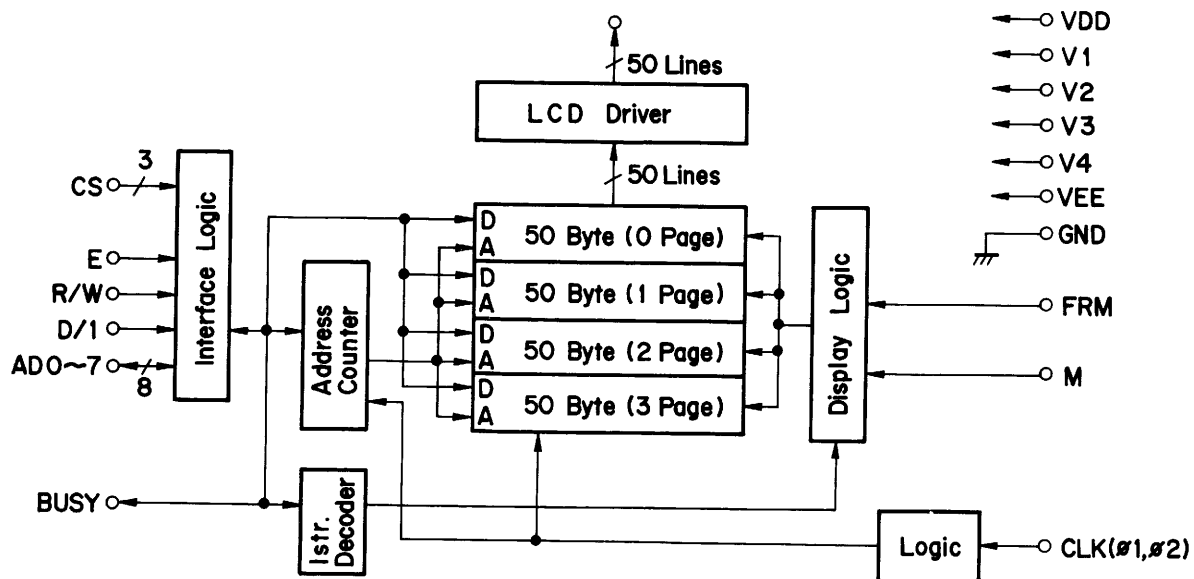 VDD
50 Lines
V1
V2
LCD Driver
V3
3
V4
CS
50 Lines
VEE
D
50 Byte (0 Page)
GND
A
E
Interface Logic
D
50 Byte (1 Page)
R/W
A
FRM
D/1
Address
Counter
D
50 Byte (2 Page)
Display Logic
AD0~7
8
A
M
D
50 Byte (3 Page)
A
BUSY
Istr.
Decoder
Logic
CLK(ø1,ø2)